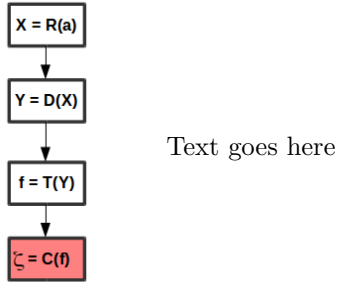 X = R(a)
Y = D(X)
Text goes here
f = T(Y)
ζ = C(f)